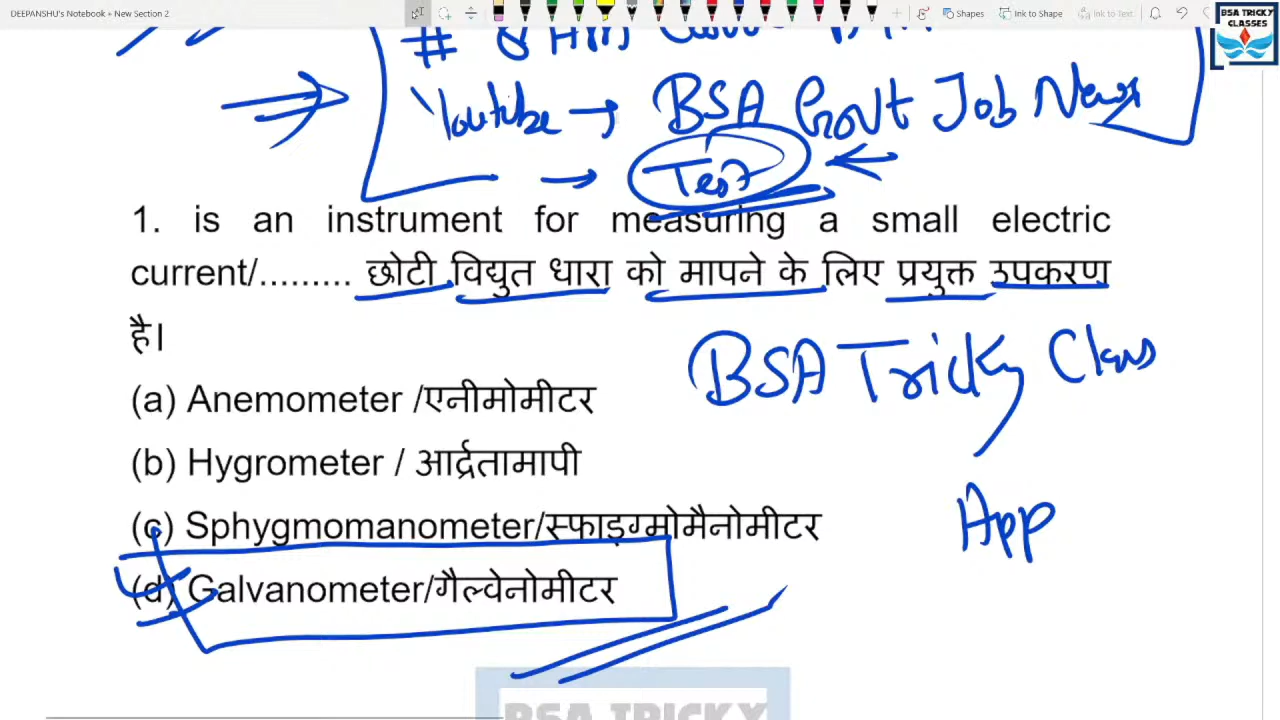 DEEPANSHU's Notebook › New Section 2
Shapes Ink to Shape Ink to Text
BSA TRICKY
CLASSES
#
Youtube → BSA Govt Job News
→ Test ←
1. is an instrument for measuring a small electric
current/......... छोटी विद्युत धारा को मापने के लिए प्रयुक्त उपकरण
है।
BSA Tricky Class
(a) Anemometer /एनीमोमीटर
(b) Hygrometer / आर्द्रतामापी
App
(c) Sphygmomanometer/स्फाइग्मोमैनोमीटर
(d) Galvanometer/गैल्वेनोमीटर
BSA TRICKY